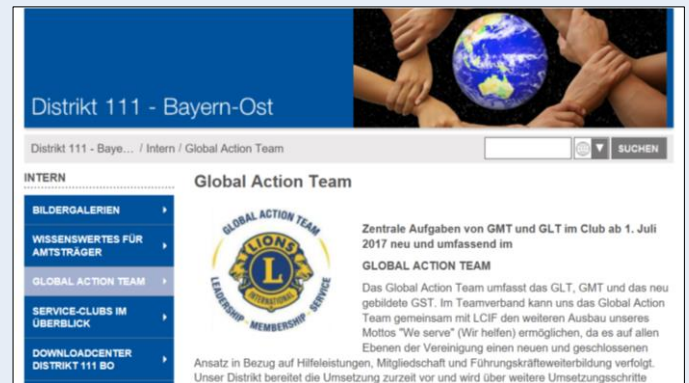 Distrikt 111 - Bayern-Ost
Distrikt 111 - Baye... / Intern / Global Action Team
SUCHEN
INTERN
BILDERGALERIEN
WISSENSWERTES FÜR
AMTSTRÄGER
GLOBAL ACTION TEAM
SERVICE-CLUBS IM
ÜBERBLICK
DOWNLOADCENTER
DISTRIKT 111 BO
Global Action Team
GLOBAL ACTION TEAM
LIONS
L
INTERNATIONAL
LEADERSHIP - MEMBERSHIP - SERVICE
Zentrale Aufgaben von GMT und GLT im Club ab 1. Juli
2017 neu und umfassend im
GLOBAL ACTION TEAM
Das Global Action Team umfasst das GLT, GMT und das neu
gebildete GST. Im Teamverband kann uns das Global Action
Team gemeinsam mit LCIF den weiteren Ausbau unseres
Mottos "We serve" (Wir helfen) ermöglichen, da es auf allen
Ebenen der Vereinigung einen neuen und geschlossenen
Ansatz in Bezug auf Hilfeleistungen, Mitgliedschaft und Führungskräfteweiterbildung verfolgt.
Unser Distrikt bereitet die Umsetzung zurzeit vor und wird über weitere Umsetzungsschritte